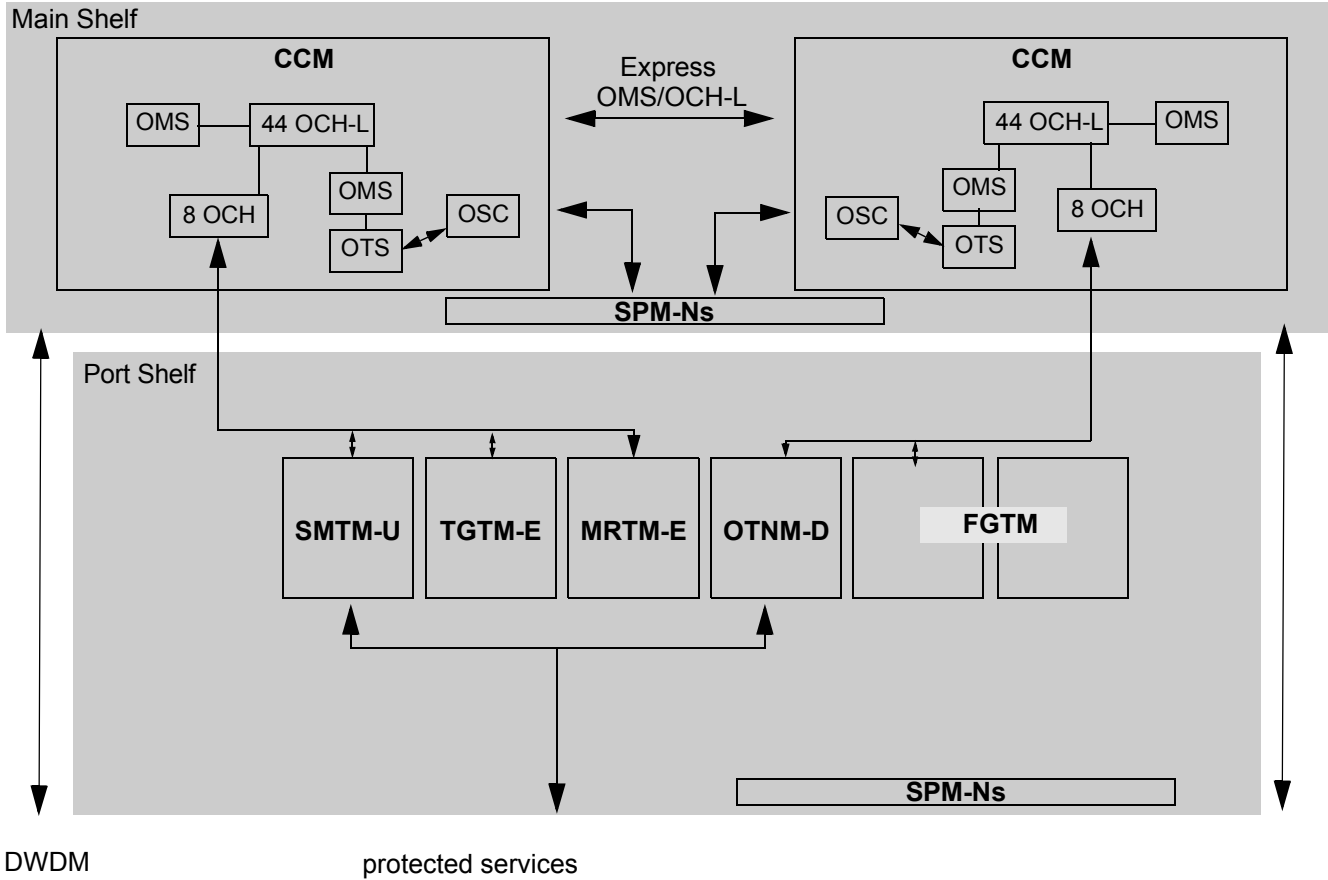 Main Shelf
CCM
Express
OMS/OCH-L
CCM
OMS
44 OCH-L
44 OCH-L
OMS
OMS
8 OCH
OSC
OTS
OMS
8 OCH
OSC
OTS
SPM-Ns
Port Shelf
SMTM-U
TGTM-E
MRTM-E
OTNM-D
FGTM
SPM-Ns
DWDM
protected services